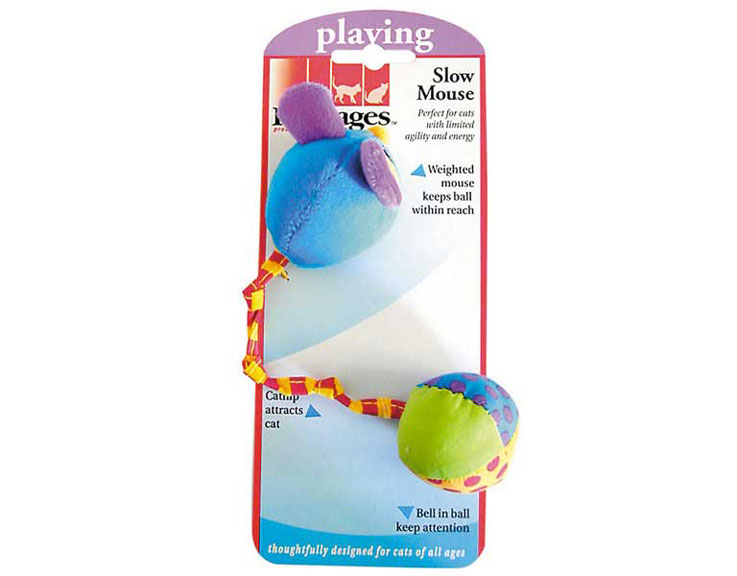 playing
Slow
Mouse
Perfect for cats
with limited
agility and energy
Weighted
mouse
keeps ball
within reach
Catnip
attracts
cat
Bell in ball
keep attention
thoughtfully designed for cats of all ages